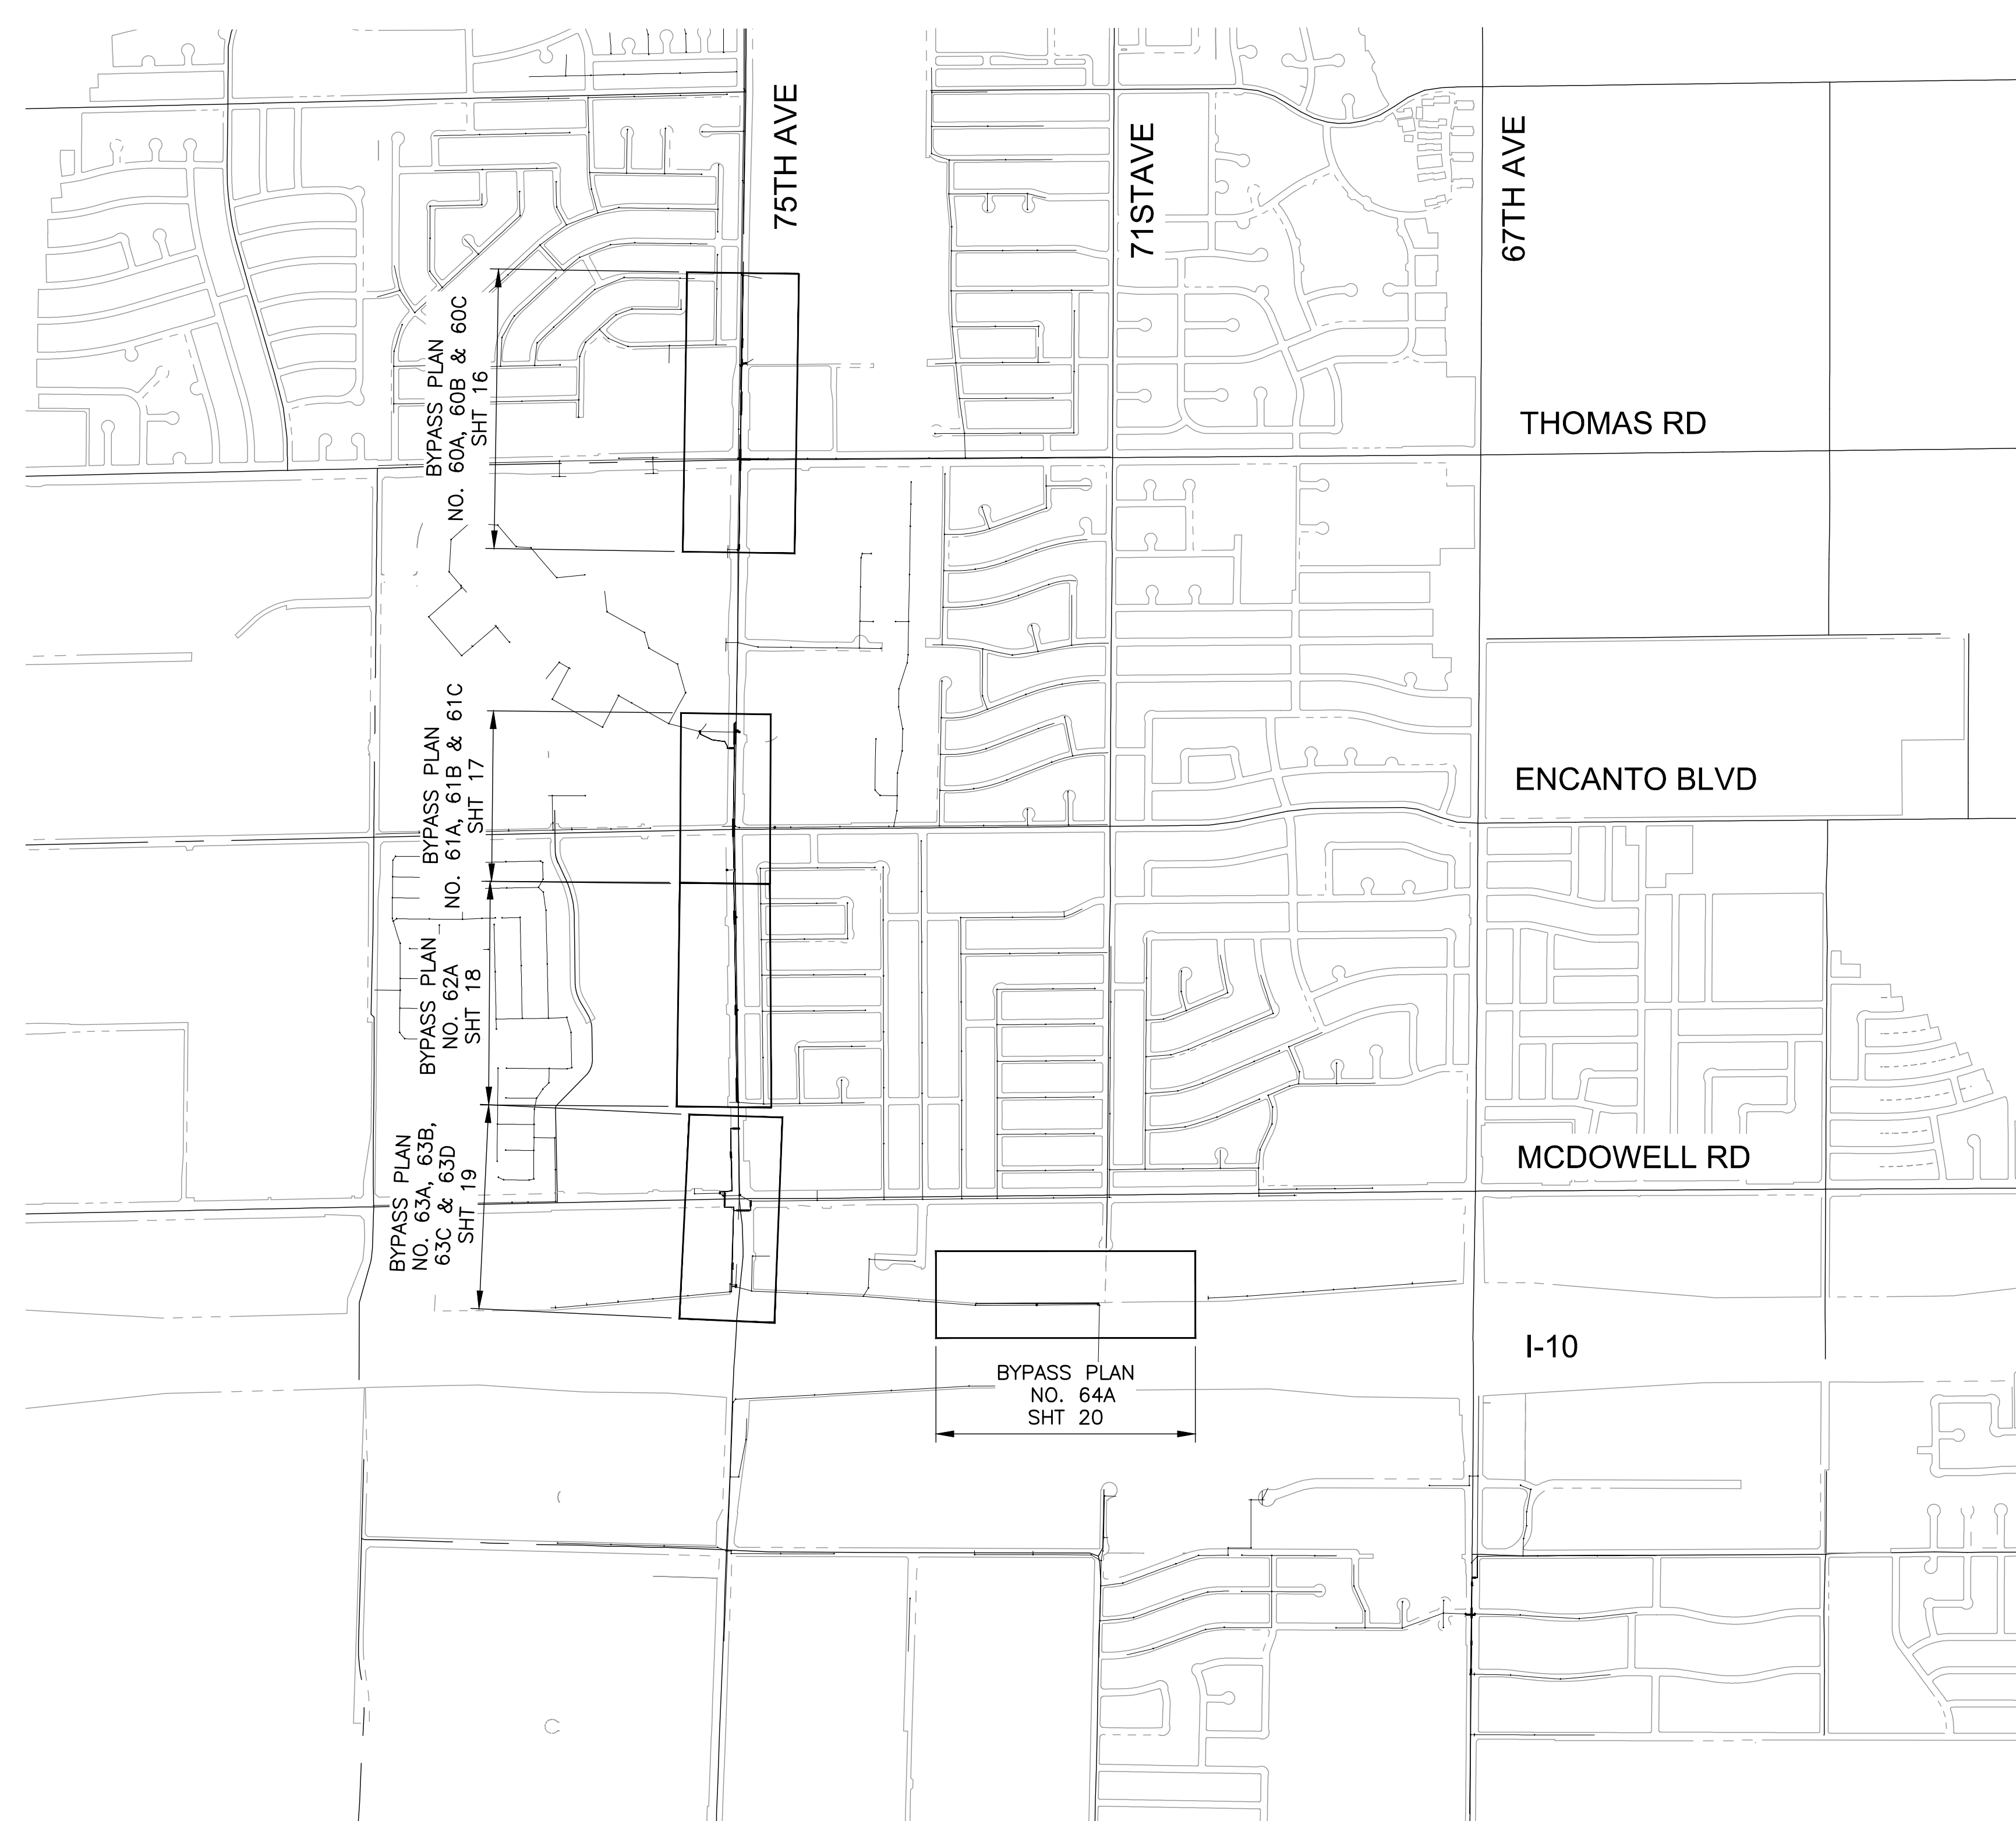 75TH AVE
71STAVE
67TH AVE
BYPASS PLAN
NO. 60A, 60B & 60C
SHT 16
THOMAS RD
BYPASS PLAN
NO. 61A, 61B & 61C
SHT 17
ENCANTO BLVD
BYPASS PLAN
NO. 62A
SHT 18
BYPASS PLAN
NO. 63A, 63B,
63C & 63D
SHT 19
MCDOWELL RD
I-10
BYPASS PLAN
NO. 64A
SHT 20